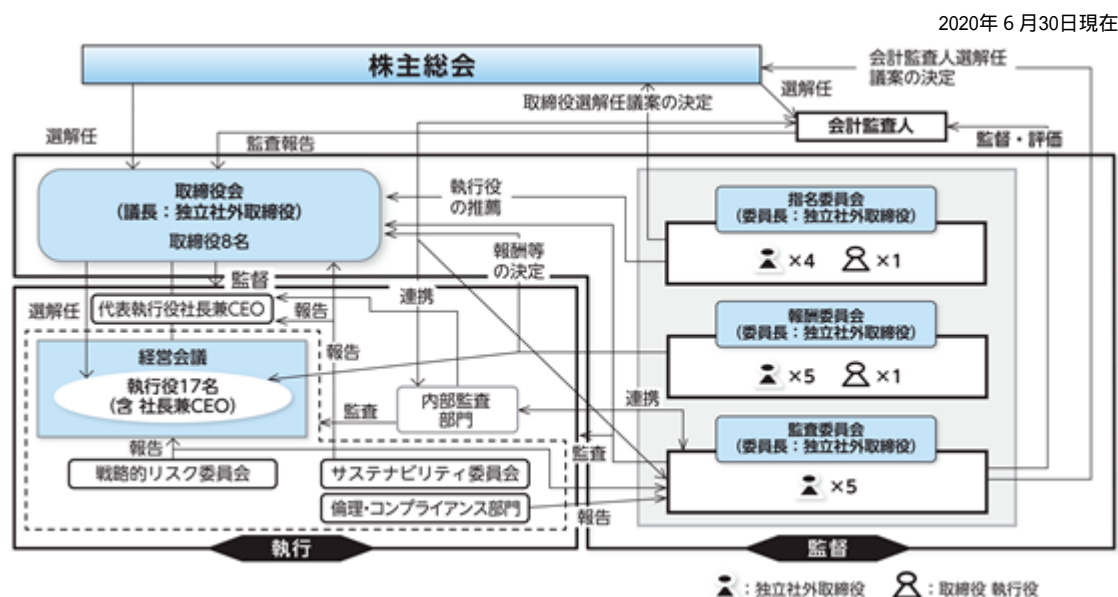 2020年６月30日現在
株主総会
会計監査人選解任
議案の決定
取締役選解任議案の決定
選解任
会計監査人
選解任
監査報告
監督・評価
取締役会
(議長：独立社外取締役)
取締役8名
執行役
の推薦
指名委員会
(委員長：独立社外取締役)
×4
×1
報酬等
の決定
監督
選解任
代表執行役社長兼CEO
報告
連携
報酬委員会
(委員長：独立社外取締役)
×5
×1
経営会議
報告
執行役17名
(含 社長兼CEO)
監査
内部監査
部門
連携
監査委員会
(委員長：独立社外取締役)
×5
報告
監査
戦略的リスク委員会
サステナビリティ委員会
倫理・コンプライアンス部門
報告
執行
監督
：独立社外取締役
：取締役 執行役